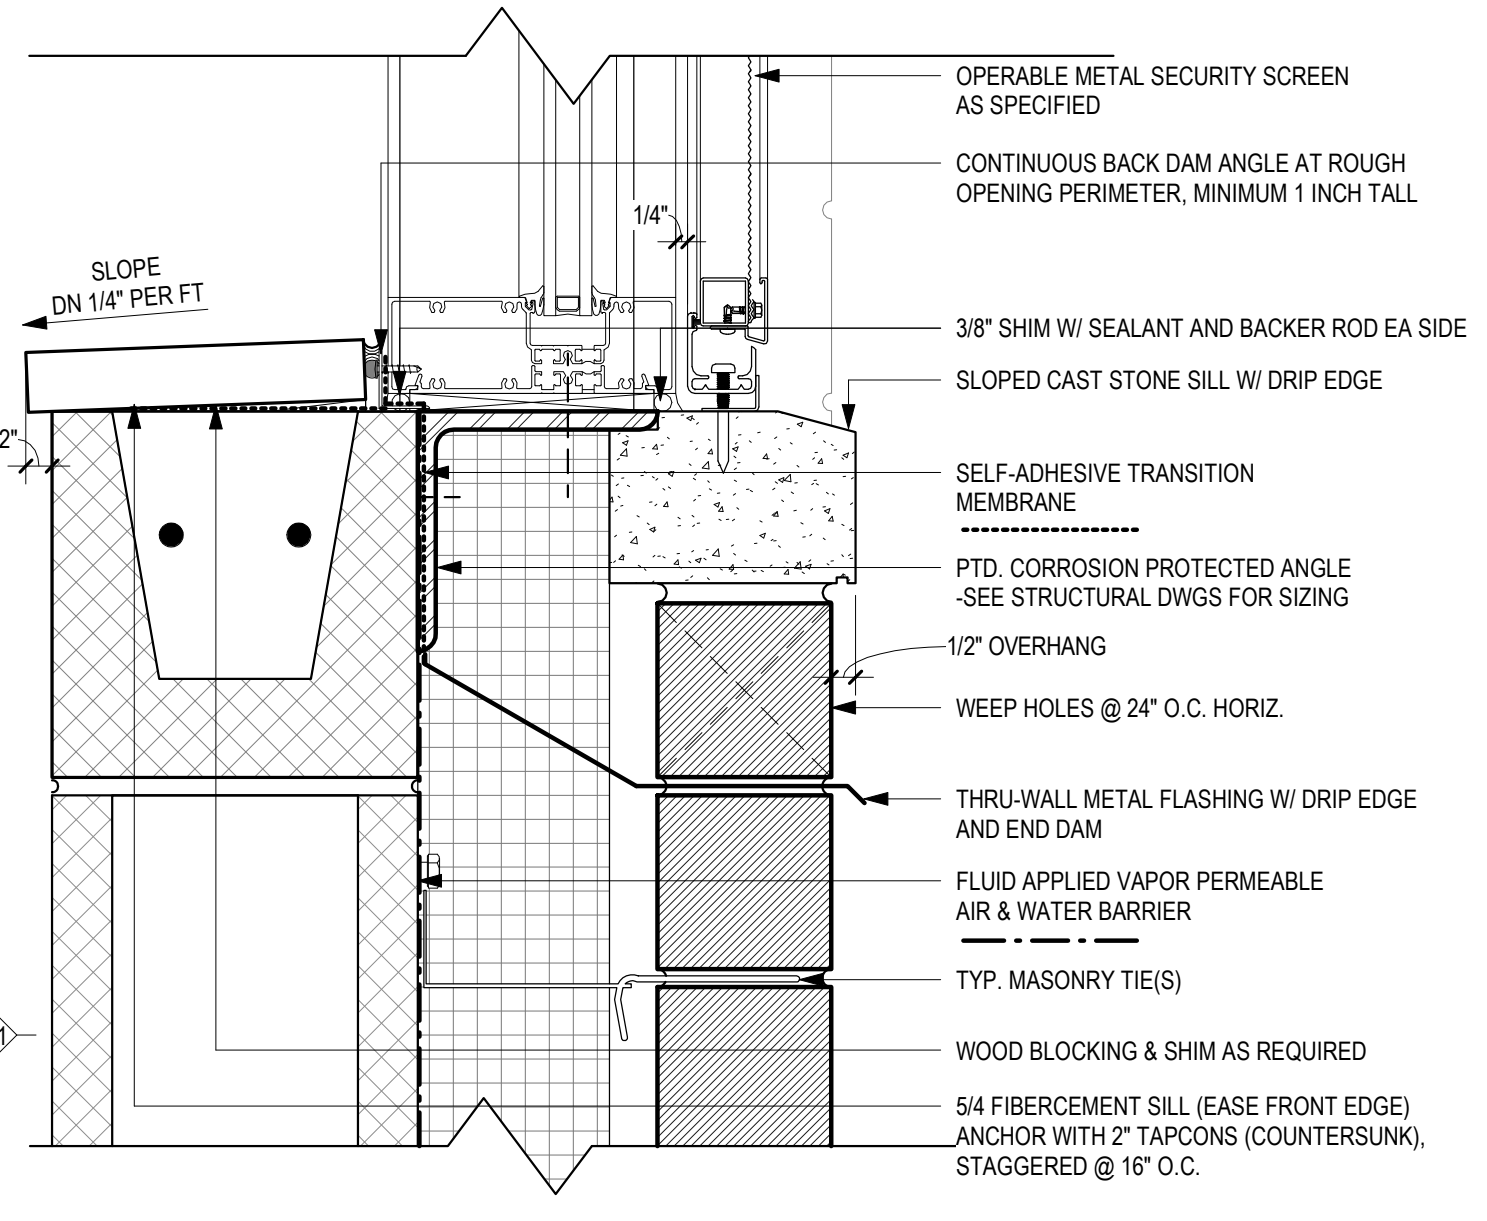 OPERABLE METAL SECURITY SCREEN
AS SPECIFIED
CONTINUOUS BACK DAM ANGLE AT ROUGH
OPENING PERIMETER, MINIMUM 1 INCH TALL
1/4"
SLOPE
DN 1/4" PER FT
3/8" SHIM W/ SEALANT AND BACKER ROD EA SIDE
SLOPED CAST STONE SILL W/ DRIP EDGE
2"
SELF-ADHESIVE TRANSITION
MEMBRANE
PTD. CORROSION PROTECTED ANGLE
-SEE STRUCTURAL DWGS FOR SIZING
1/2" OVERHANG
WEEP HOLES @ 24" O.C. HORIZ.
THRU-WALL METAL FLASHING W/ DRIP EDGE
AND END DAM
FLUID APPLIED VAPOR PERMEABLE
AIR & WATER BARRIER
TYP. MASONRY TIE(S)
1
WOOD BLOCKING & SHIM AS REQUIRED
5/4 FIBERCEMENT SILL (EASE FRONT EDGE)
ANCHOR WITH 2" TAPCONS (COUNTERSUNK),
STAGGERED @ 16" O.C.